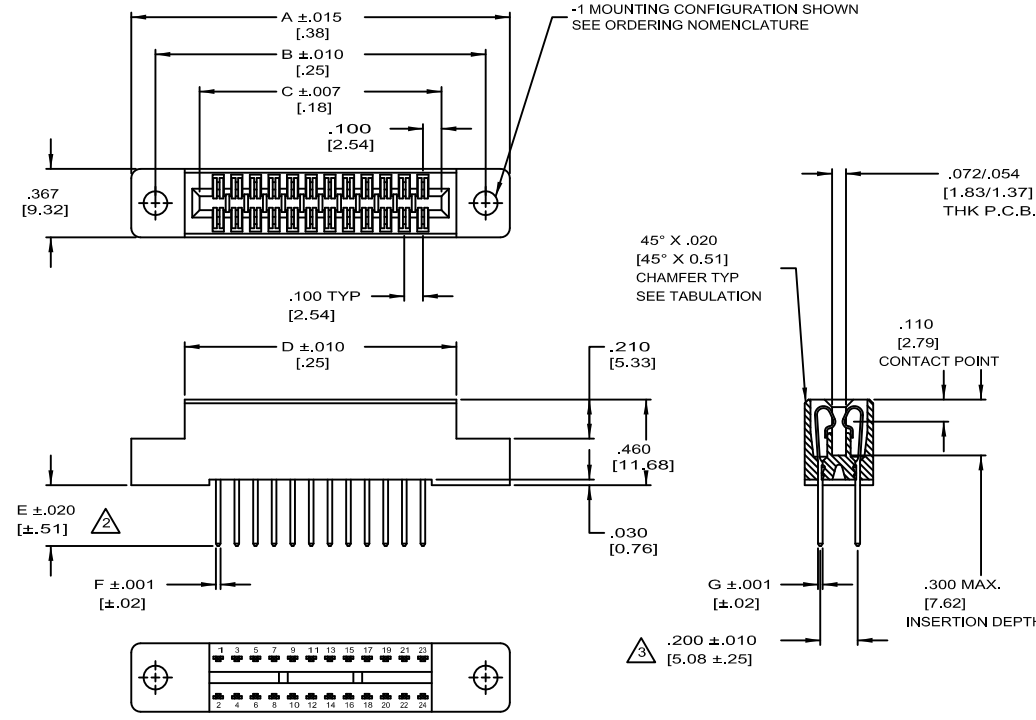 -1 MOUNTING CONFIGURATION SHOWN
SEE ORDERING NOMENCLATURE
A ±.015
[.38]
B ±.010
[.25]
C ±.007
[.18]
.100
[2.54]
.367
[9.32]
.100 TYP
[2.54]
.072/.054
[1.83/1.37]
THK P.C.B.
45° X .020
[45° X 0.51]
CHAMFER TYP
SEE TABULATION
.110
[2.79]
CONTACT POINT
D ±.010
[.25]
.210
[5.33]
.460
[11.68]
E ±.020
[±.51]
2
.030
[0.76]
F ±.001
[±.02]
G ±.001
[±.02]
.300 MAX.
[7.62]
INSERTION DEPTH
3
.200 ±.010
[5.08 ±.25]
1 3 5 7 9 11 13 15 17 19 21 23
2 4 6 8 10 12 14 16 18 20 22 24